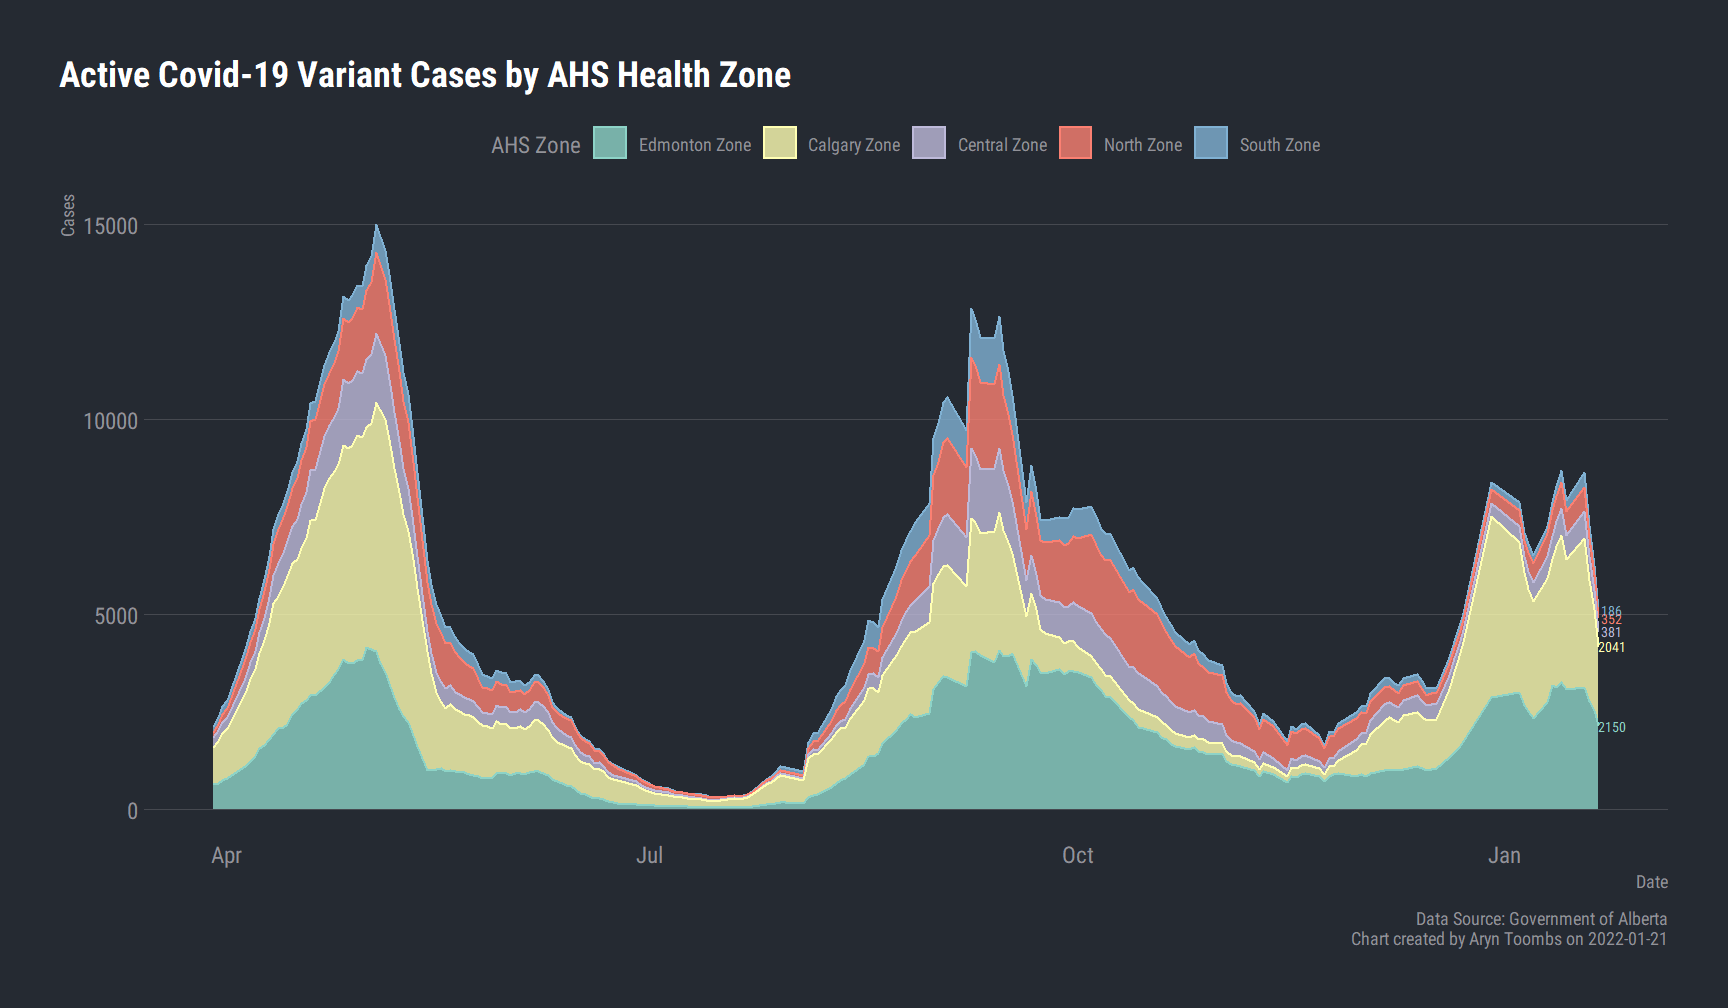 Active Covid-19 Variant Cases by AHS Health Zone
AHS Zone Edmonton Zone Calgary Zone Central Zone North Zone South Zone
Cases
15000
10000
5000
0
186
352
381
2041
2150
Apr Jul Oct Jan
Date
Data Source: Government of Alberta
Chart created by Aryn Toombs on 2022-01-21